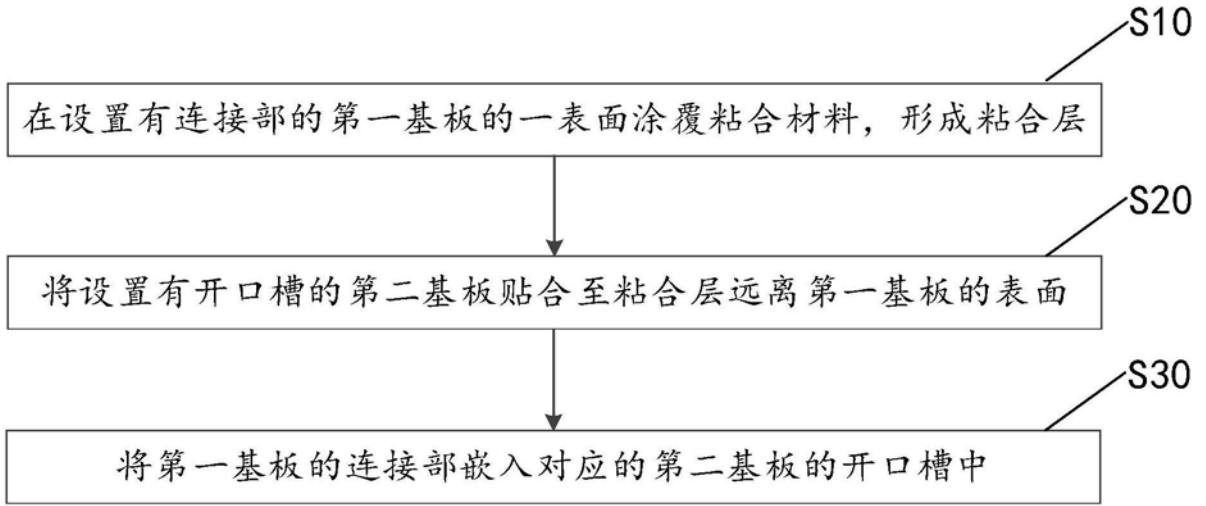 S10
在设置有连接部的第一基板的一表面涂覆粘合材料，形成粘合层
S20
将设置有开口槽的第二基板贴合至粘合层远离第一基板的表面
S30
将第一基板的连接部嵌入对应的第二基板的开口槽中